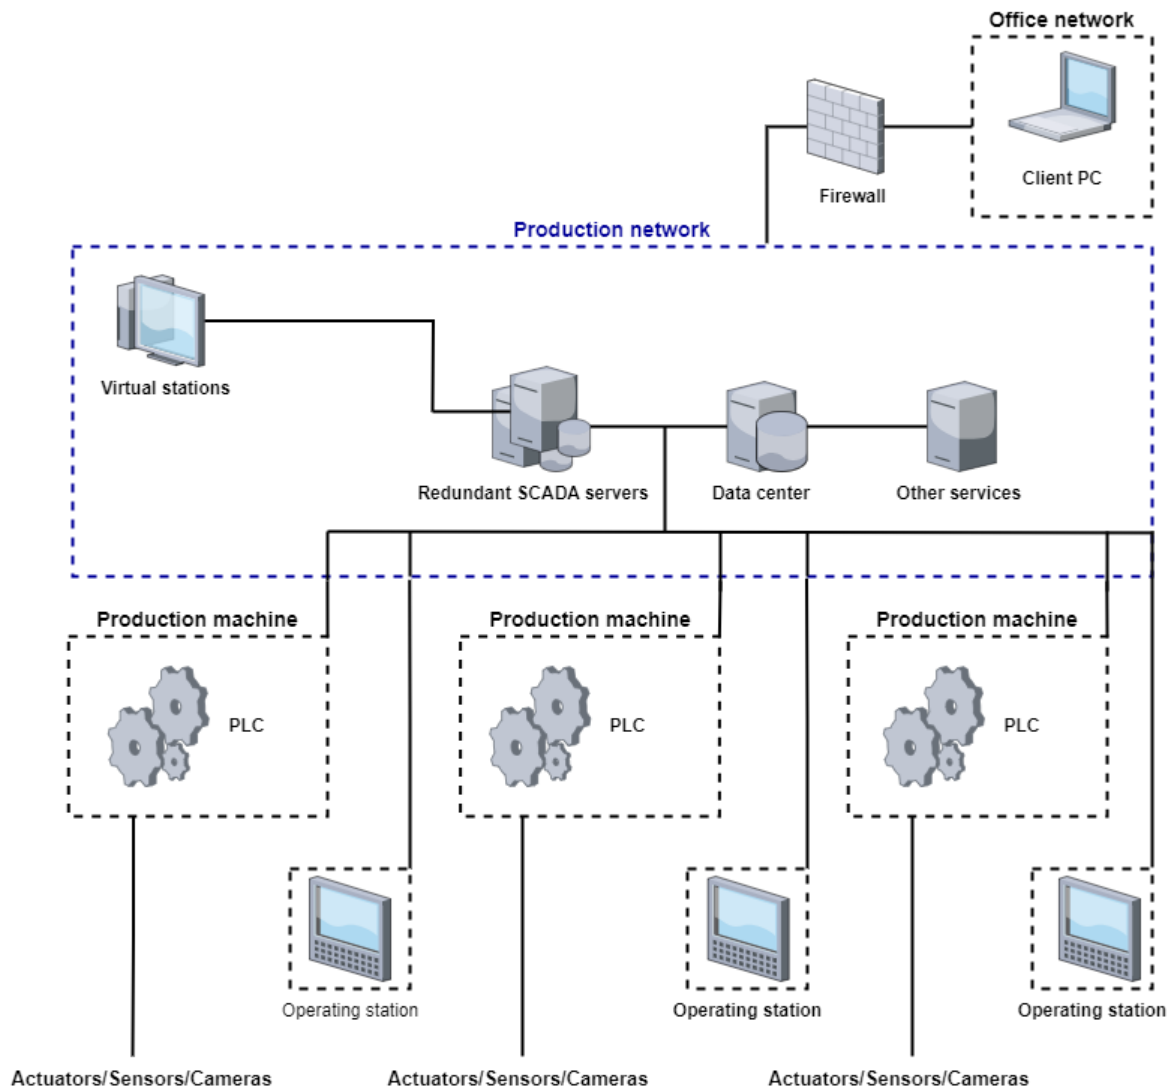 Office network
Client PC
Firewall
Production network
Virtual stations
Redundant SCADA servers
Data center
Other services
Production machine
Production machine
Production machine
PLC
PLC
PLC
Operating station
Operating station
Operating station
Actuators/Sensors/Cameras
Actuators/Sensors/Cameras
Actuators/Sensors/Cameras